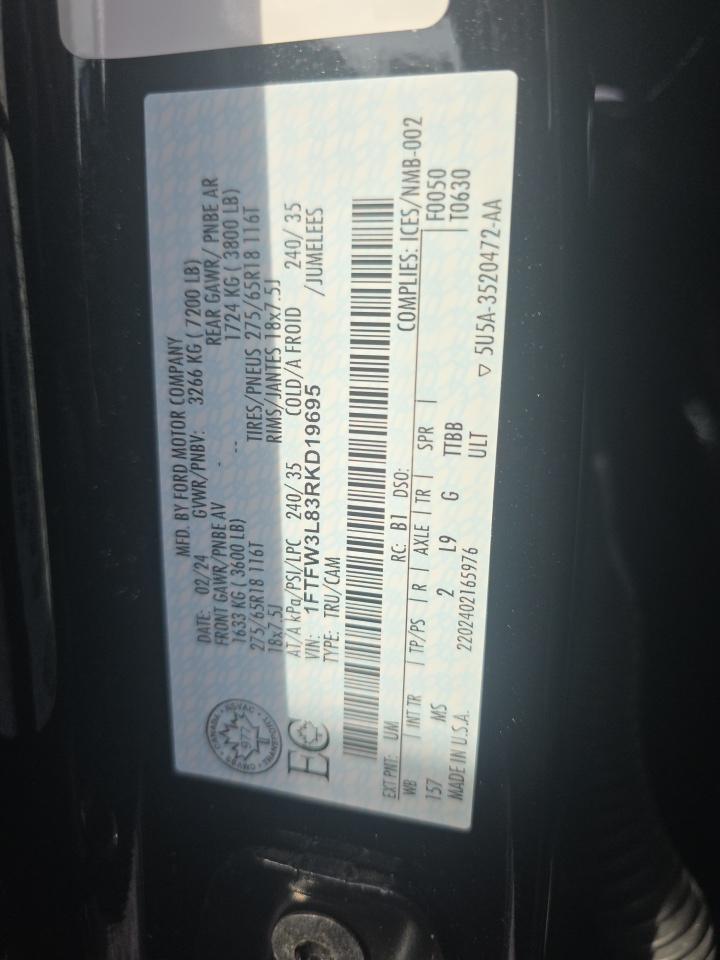 MFD. BY FORD MOTOR COMPANY
DATE: 02/24 GVWR/PNBV: 3266 KG ( 7200 LB)
FRONT GAWR/PNBE AV REAR GAWR/ PNBE AR
1633 KG ( 3600 LB) -- 1724 KG ( 3800 LB)
275/65R18 116T TIRES/PNEUS 275/65R18 116T
18x7.5J RIMS/JANTES 18x7.5J
AT/A kPa/PSI/LPC 240/ 35 COLD/A FROID 240/ 35
VIN: 1FTFW3L83RKD19695 /JUMELEES
TYPE: TRU/CAM
CANADA
977
TRANSPORT
EC
EXT PNT: UM RC: B1 DSO: COMPLIES: ICES/NMB-002
WB | INT TR | TP/PS | R | AXLE | TR | SPR | F0050
157 MS 2 L9 G TTBB T0630
MADE IN U.S.A. 2202402165976 ULT ▽ 5U5A-3520472-AA